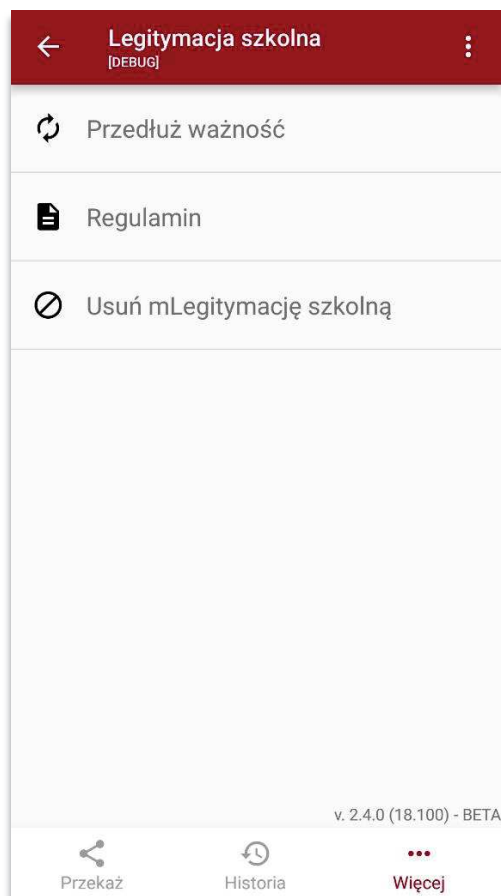 Legitymacja szkolna
[DEBUG]
Przedłuż ważność
Regulamin
Usuń mLegitymację szkolną
v. 2.4.0 (18.100) - BETA
Przekaż
Historia
Więcej